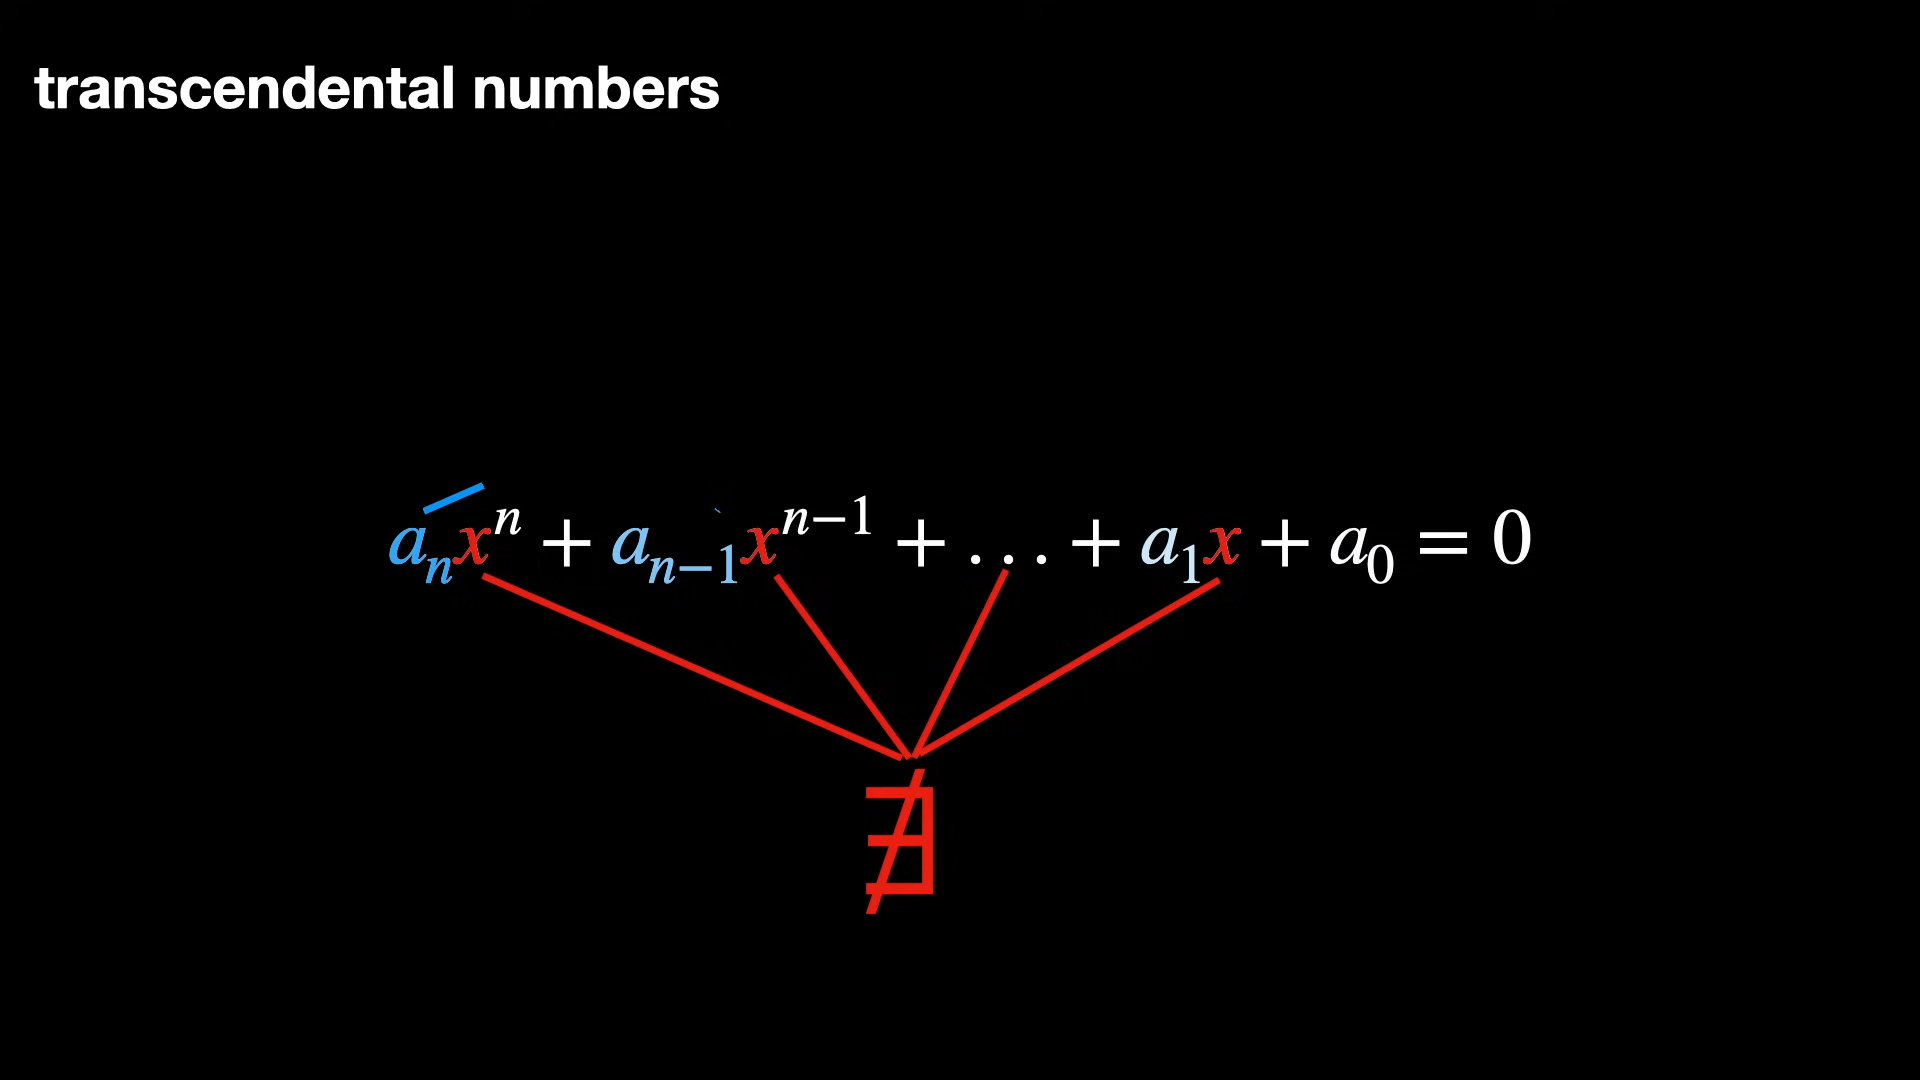 transcendental numbers
aₙxⁿ + aₙ₋₁xⁿ⁻¹ + . . . + a₁x + a₀ = 0
∄